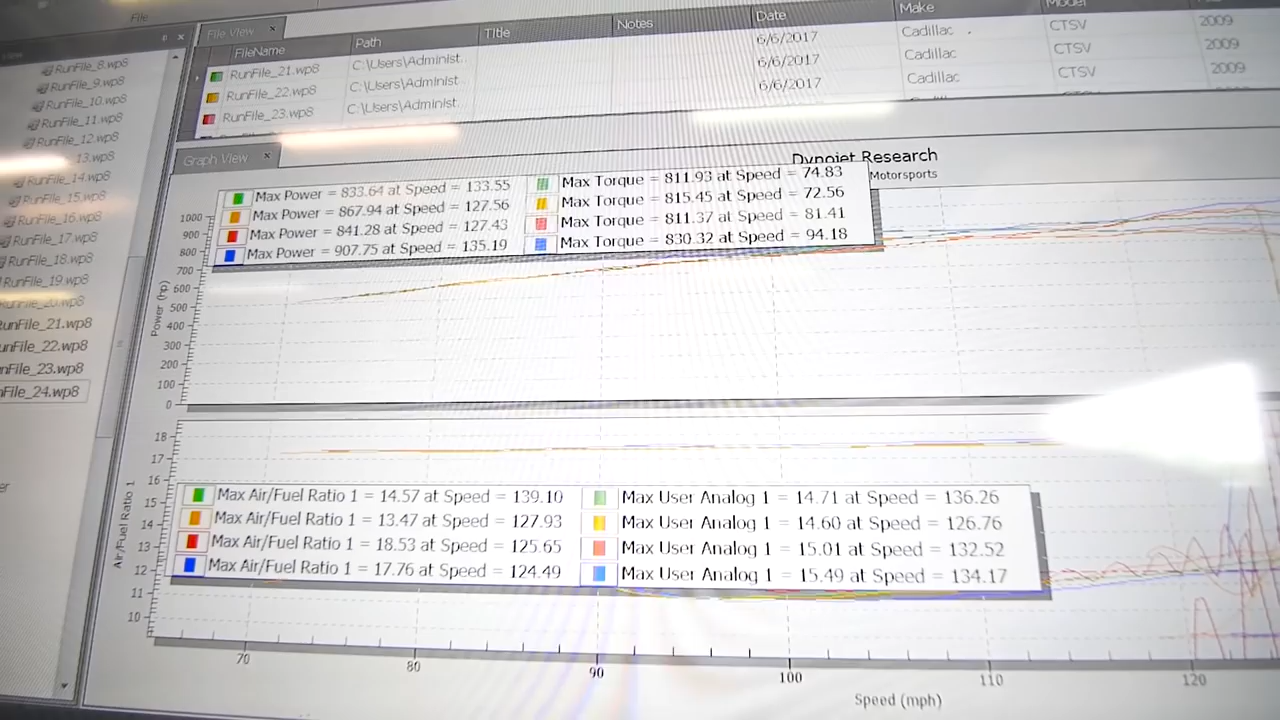 File
File View
FileName Path Title Notes Date Make Model
RunFile_21.wp8 C:\Users\Administ... 6/6/2017 Cadillac CTSV 2009
RunFile_22.wp8 C:\Users\Administ... 6/6/2017 Cadillac CTSV 2009
RunFile_23.wp8 C:\Users\Administ... 6/6/2017 Cadillac CTSV 2009
RunFile_8.wp8
RunFile_9.wp8
RunFile_10.wp8
RunFile_11.wp8
RunFile_12.wp8
13.wp8
RunFile_14.wp8
RunFile_15.wp8
RunFile_16.wp8
RunFile_17.wp8
RunFile_18.wp8
RunFile_19.wp8
RunFile_20.wp8
RunFile_21.wp8
unFile_22.wp8
nFile_23.wp8
nFile_24.wp8
Graph View
Dynojet Research
Motorsports
Max Power = 833.64 at Speed = 133.55 Max Torque = 811.93 at Speed = 74.83
Max Power = 867.94 at Speed = 127.56 Max Torque = 815.45 at Speed = 72.56
Max Power = 841.28 at Speed = 127.43 Max Torque = 811.37 at Speed = 81.41
Max Power = 907.75 at Speed = 135.19 Max Torque = 830.32 at Speed = 94.18
Power (hp)
1000
900
800
700
600
500
400
300
200
100
0
Air/Fuel Ratio 1
18
17
16
15
14
13
12
11
10
Max Air/Fuel Ratio 1 = 14.57 at Speed = 139.10 Max User Analog 1 = 14.71 at Speed = 136.26
Max Air/Fuel Ratio 1 = 13.47 at Speed = 127.93 Max User Analog 1 = 14.60 at Speed = 126.76
Max Air/Fuel Ratio 1 = 18.53 at Speed = 125.65 Max User Analog 1 = 15.01 at Speed = 132.52
Max Air/Fuel Ratio 1 = 17.76 at Speed = 124.49 Max User Analog 1 = 15.49 at Speed = 134.17
70 80 90 100 110 120
Speed (mph)